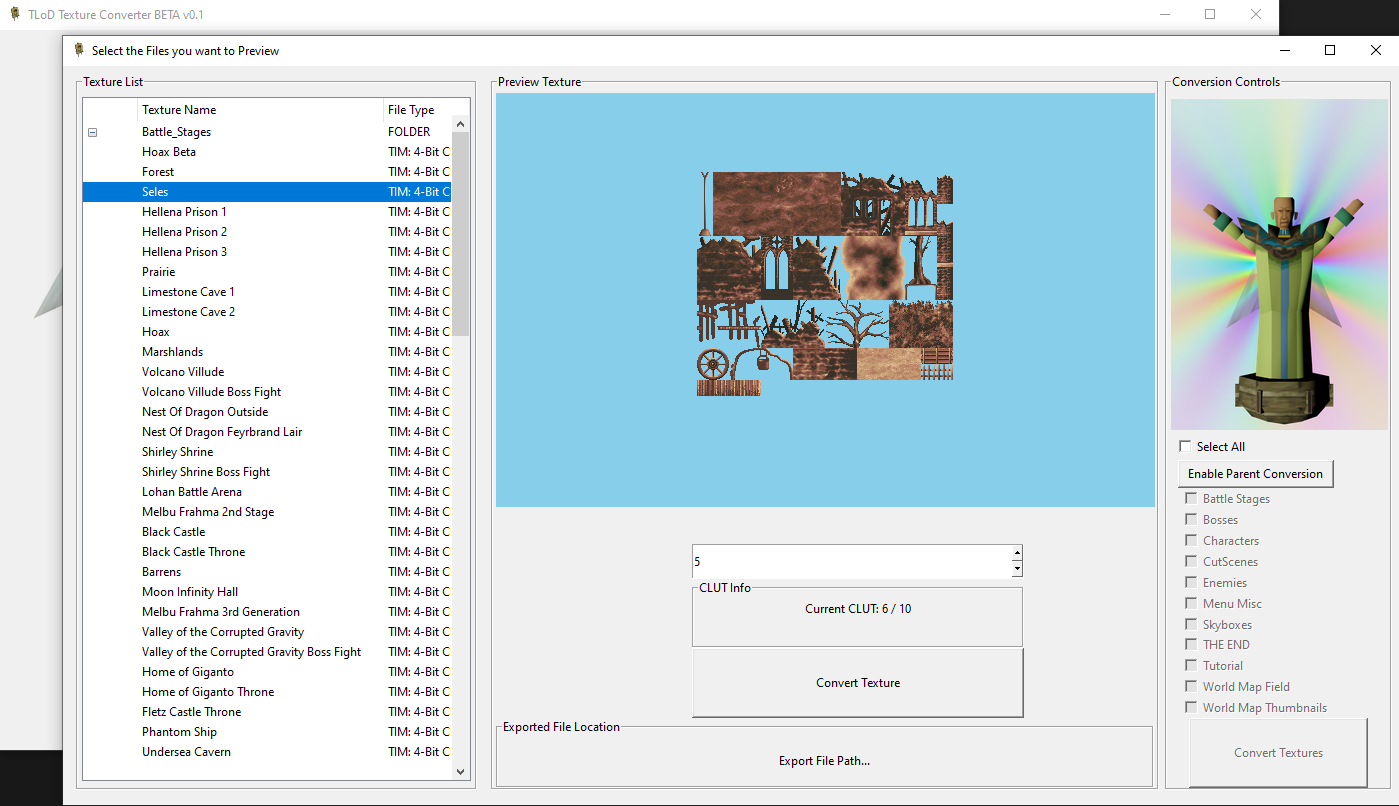 TLoD Texture Converter BETA v0.1
Select the Files you want to Preview
Texture List
Texture Name File Type
Battle_Stages FOLDER
Hoax Beta TIM: 4-Bit C
Forest TIM: 4-Bit C
Seles TIM: 4-Bit C
Hellena Prison 1 TIM: 4-Bit C
Hellena Prison 2 TIM: 4-Bit C
Hellena Prison 3 TIM: 4-Bit C
Prairie TIM: 4-Bit C
Limestone Cave 1 TIM: 4-Bit C
Limestone Cave 2 TIM: 4-Bit C
Hoax TIM: 4-Bit C
Marshlands TIM: 4-Bit C
Volcano Villude TIM: 4-Bit C
Volcano Villude Boss Fight TIM: 4-Bit C
Nest Of Dragon Outside TIM: 4-Bit C
Nest Of Dragon Feyrbrand Lair TIM: 4-Bit C
Shirley Shrine TIM: 4-Bit C
Shirley Shrine Boss Fight TIM: 4-Bit C
Lohan Battle Arena TIM: 4-Bit C
Melbu Frahma 2nd Stage TIM: 4-Bit C
Black Castle TIM: 4-Bit C
Black Castle Throne TIM: 4-Bit C
Barrens TIM: 4-Bit C
Moon Infinity Hall TIM: 4-Bit C
Melbu Frahma 3rd Generation TIM: 4-Bit C
Valley of the Corrupted Gravity TIM: 4-Bit C
Valley of the Corrupted Gravity Boss Fight TIM: 4-Bit C
Home of Giganto TIM: 4-Bit C
Home of Giganto Throne TIM: 4-Bit C
Fletz Castle Throne TIM: 4-Bit C
Phantom Ship TIM: 4-Bit C
Undersea Cavern TIM: 4-Bit C
Preview Texture
5
CLUT Info
Current CLUT: 6 / 10
Convert Texture
Exported File Location
Export File Path...
Conversion Controls
Select All
Enable Parent Conversion
Battle Stages
Bosses
Characters
CutScenes
Enemies
Menu Misc
Skyboxes
THE END
Tutorial
World Map Field
World Map Thumbnails
Convert Textures